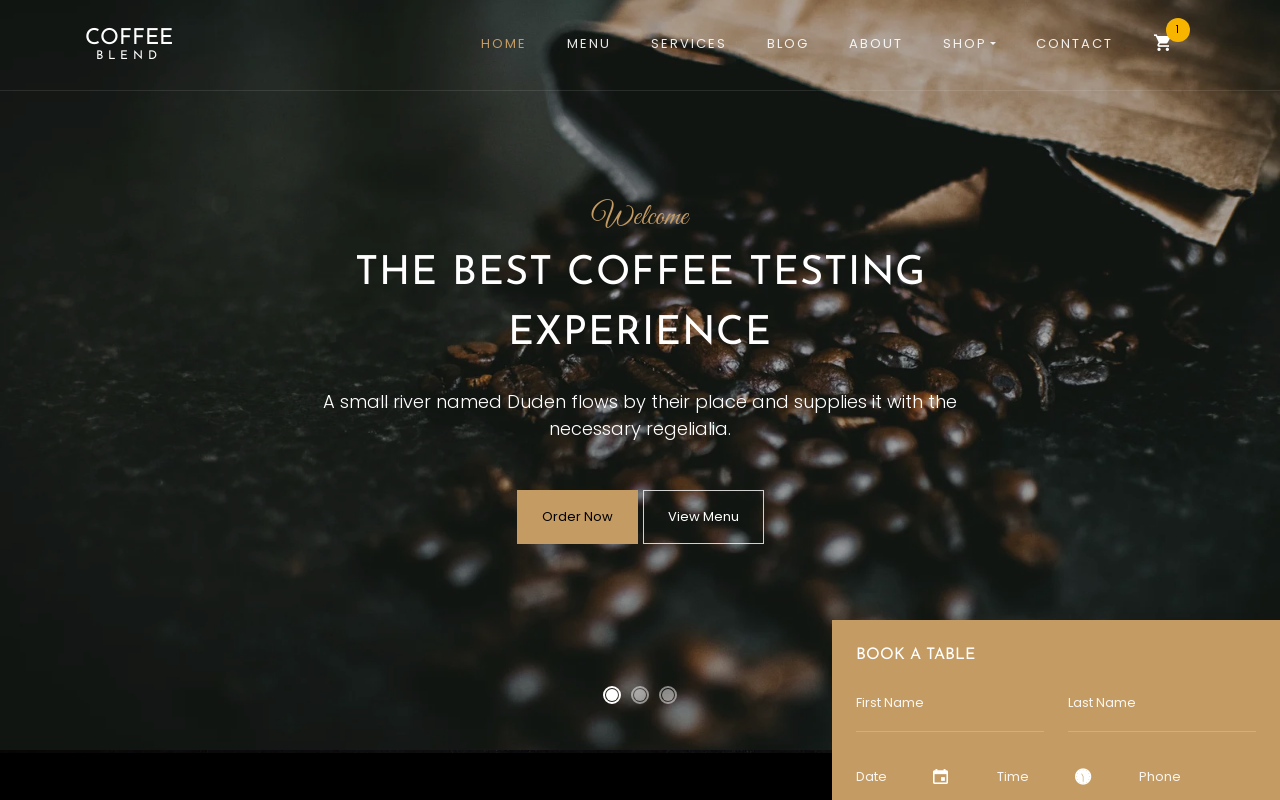 COFFEE
BLEND
HOME MENU SERVICES BLOG ABOUT SHOP CONTACT 1
Welcome
THE BEST COFFEE TESTING
EXPERIENCE
A small river named Duden flows by their place and supplies it with the
necessary regelialia.
Order Now View Menu
BOOK A TABLE
First Name Last Name
Date Time Phone